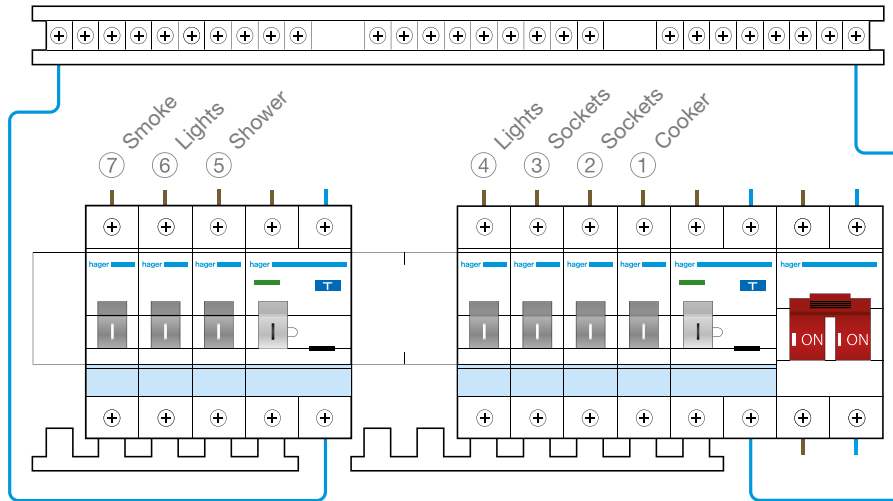 Smoke
Lights
Shower
Lights
Sockets
Sockets
Cooker
7
6
5
4
3
2
1
hager
hager
hager
hager
hager
hager
hager
hager
hager
hager
T
T
I ON
I ON